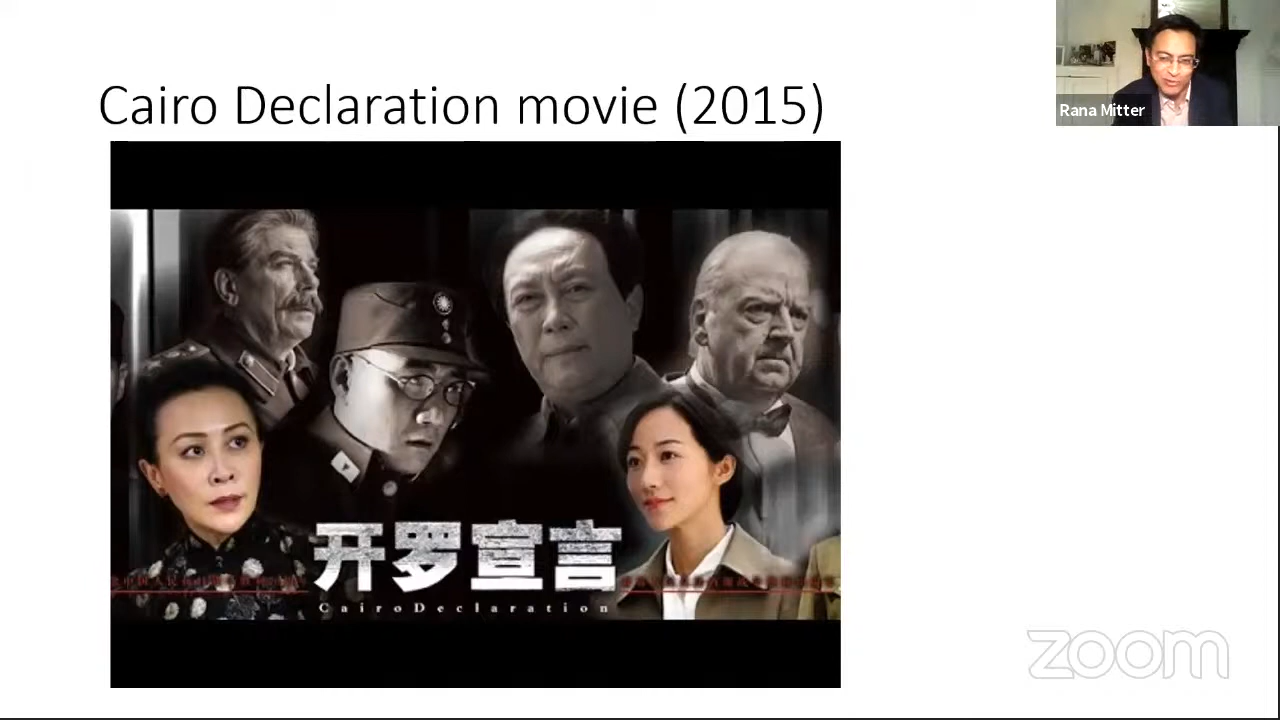 Cairo Declaration movie (2015)
Rana Mitter
开罗宣言
CairoDeclaration
zoom